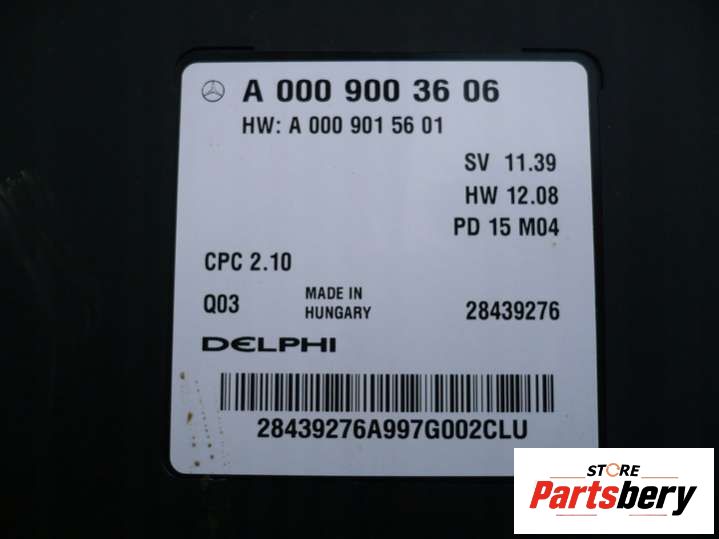 A 000 900 36 06
HW: A 000 901 56 01
SV 11.39
HW 12.08
PD 15 M04
CPC 2.10
Q03
MADE IN
HUNGARY
28439276
DELPHI
28439276A997G002CLU
STORE
Partsbery